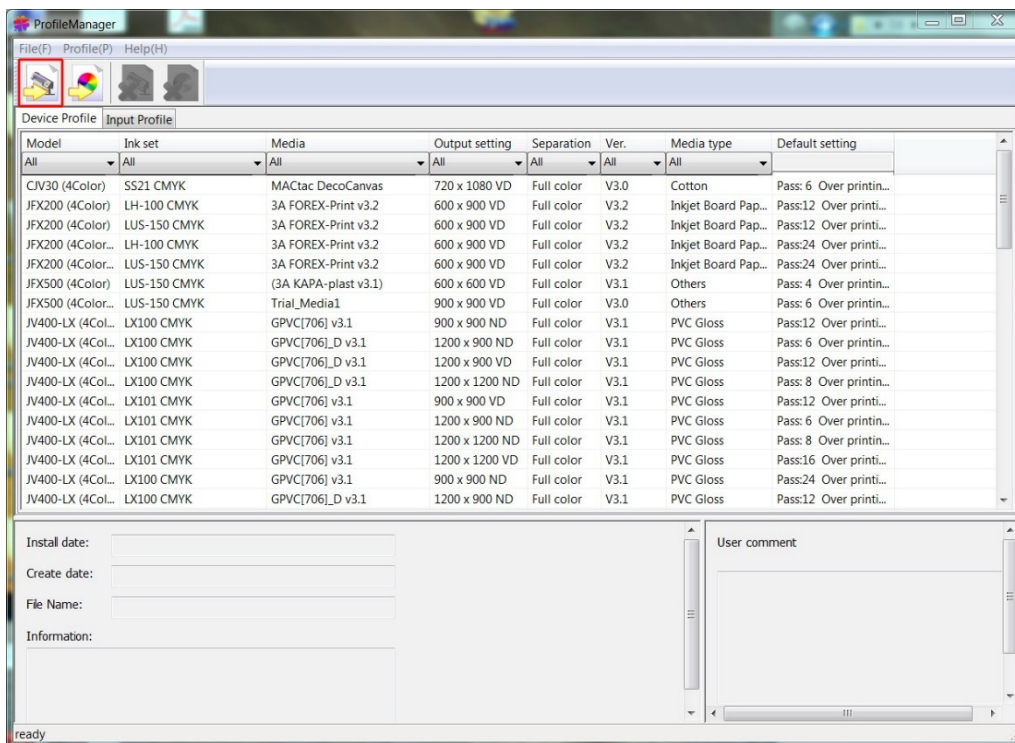 ProfileManager
File(F) Profile(P) Help(H)
Device Profile Input Profile
Model Ink set Media Output setting Separation Ver. Media type Default setting
All All All All All All All
CJV30 (4Color) SS21 CMYK MACtac DecoCanvas 720 x 1080 VD Full color V3.0 Cotton Pass: 6 Over printin...
JFX200 (4Color) LH-100 CMYK 3A FOREX-Print v3.2 600 x 900 VD Full color V3.2 Inkjet Board Pap... Pass:12 Over printi...
JFX200 (4Color) LUS-150 CMYK 3A FOREX-Print v3.2 600 x 900 VD Full color V3.2 Inkjet Board Pap... Pass:12 Over printi...
JFX200 (4Color... LH-100 CMYK 3A FOREX-Print v3.2 600 x 900 VD Full color V3.2 Inkjet Board Pap... Pass:24 Over printi...
JFX200 (4Color... LUS-150 CMYK 3A FOREX-Print v3.2 600 x 900 VD Full color V3.2 Inkjet Board Pap... Pass:24 Over printi...
JFX500 (4Color) LUS-150 CMYK (3A KAPA-plast v3.1) 600 x 600 VD Full color V3.1 Others Pass: 4 Over printin...
JFX500 (4Color... LUS-150 CMYK Trial_Media1 900 x 900 VD Full color V3.0 Others Pass: 6 Over printin...
JV400-LX (4Col... LX100 CMYK GPVC[706] v3.1 900 x 900 ND Full color V3.1 PVC Gloss Pass:12 Over printi...
JV400-LX (4Col... LX100 CMYK GPVC[706]_D v3.1 1200 x 900 ND Full color V3.1 PVC Gloss Pass: 6 Over printin...
JV400-LX (4Col... LX100 CMYK GPVC[706]_D v3.1 1200 x 900 VD Full color V3.1 PVC Gloss Pass:12 Over printi...
JV400-LX (4Col... LX100 CMYK GPVC[706]_D v3.1 1200 x 1200 ND Full color V3.1 PVC Gloss Pass: 8 Over printin...
JV400-LX (4Col... LX101 CMYK GPVC[706] v3.1 900 x 900 VD Full color V3.1 PVC Gloss Pass:12 Over printi...
JV400-LX (4Col... LX101 CMYK GPVC[706] v3.1 1200 x 900 ND Full color V3.1 PVC Gloss Pass: 6 Over printin...
JV400-LX (4Col... LX101 CMYK GPVC[706] v3.1 1200 x 1200 ND Full color V3.1 PVC Gloss Pass: 8 Over printin...
JV400-LX (4Col... LX101 CMYK GPVC[706] v3.1 1200 x 1200 VD Full color V3.1 PVC Gloss Pass:16 Over printi...
JV400-LX (4Col... LX100 CMYK GPVC[706] v3.1 900 x 900 ND Full color V3.1 PVC Gloss Pass:24 Over printi...
JV400-LX (4Col... LX100 CMYK GPVC[706]_D v3.1 1200 x 900 ND Full color V3.1 PVC Gloss Pass:12 Over printi...
Install date:
Create date:
File Name:
Information:
User comment
ready